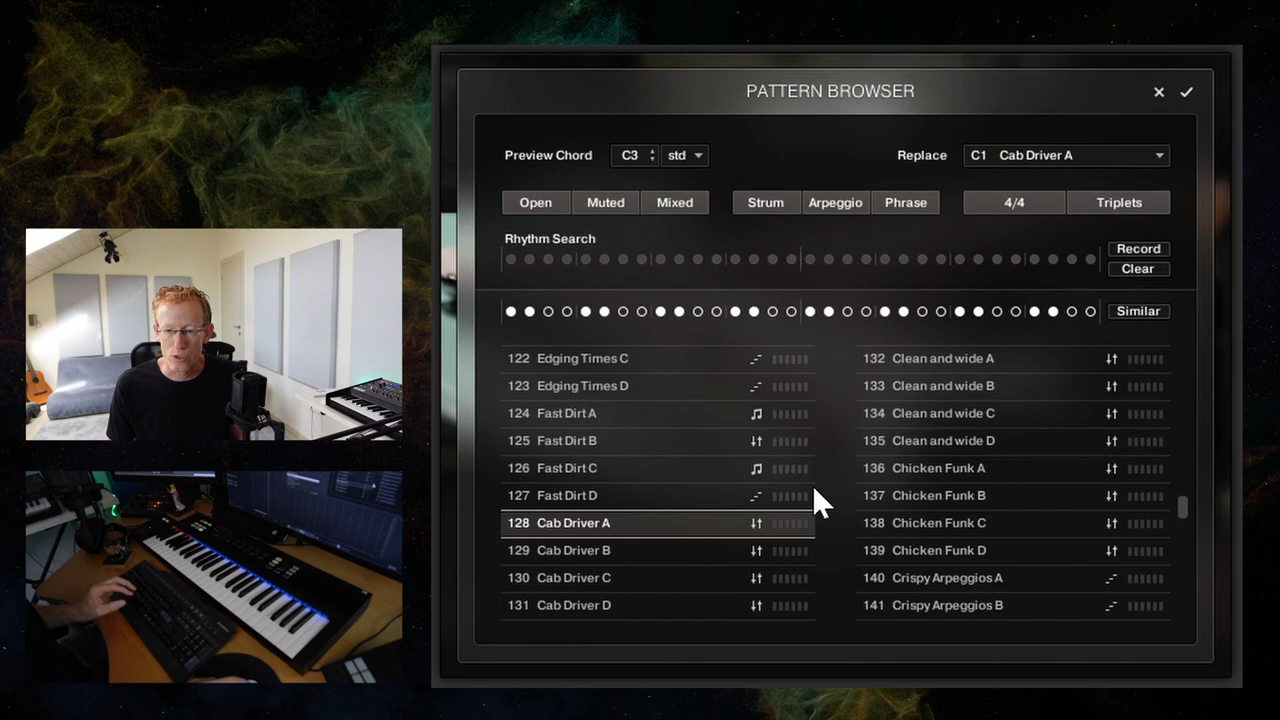 PATTERN BROWSER
Preview Chord C3 std Replace C1 Cab Driver A
Open Muted Mixed Strum Arpeggio Phrase 4/4 Triplets
Rhythm Search
Record
Clear
Similar
122 Edging Times C
123 Edging Times D
124 Fast Dirt A
125 Fast Dirt B
126 Fast Dirt C
127 Fast Dirt D
128 Cab Driver A
129 Cab Driver B
130 Cab Driver C
131 Cab Driver D
132 Clean and wide A
133 Clean and wide B
134 Clean and wide C
135 Clean and wide D
136 Chicken Funk A
137 Chicken Funk B
138 Chicken Funk C
139 Chicken Funk D
140 Crispy Arpeggios A
141 Crispy Arpeggios B